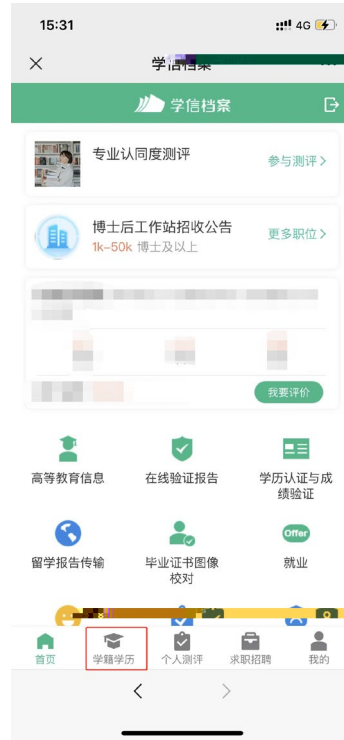 15:31
4G
学信档案
学信档案
专业认同度测评
参与测评
博士后工作站招收公告
更多职位
1k-50k 博士及以上
我要评价
高等教育信息
在线验证报告
学历认证与成
绩验证
Offer
留学报告传输
毕业证书图像
校对
就业
首页
学籍学历
个人测评
求职招聘
我的